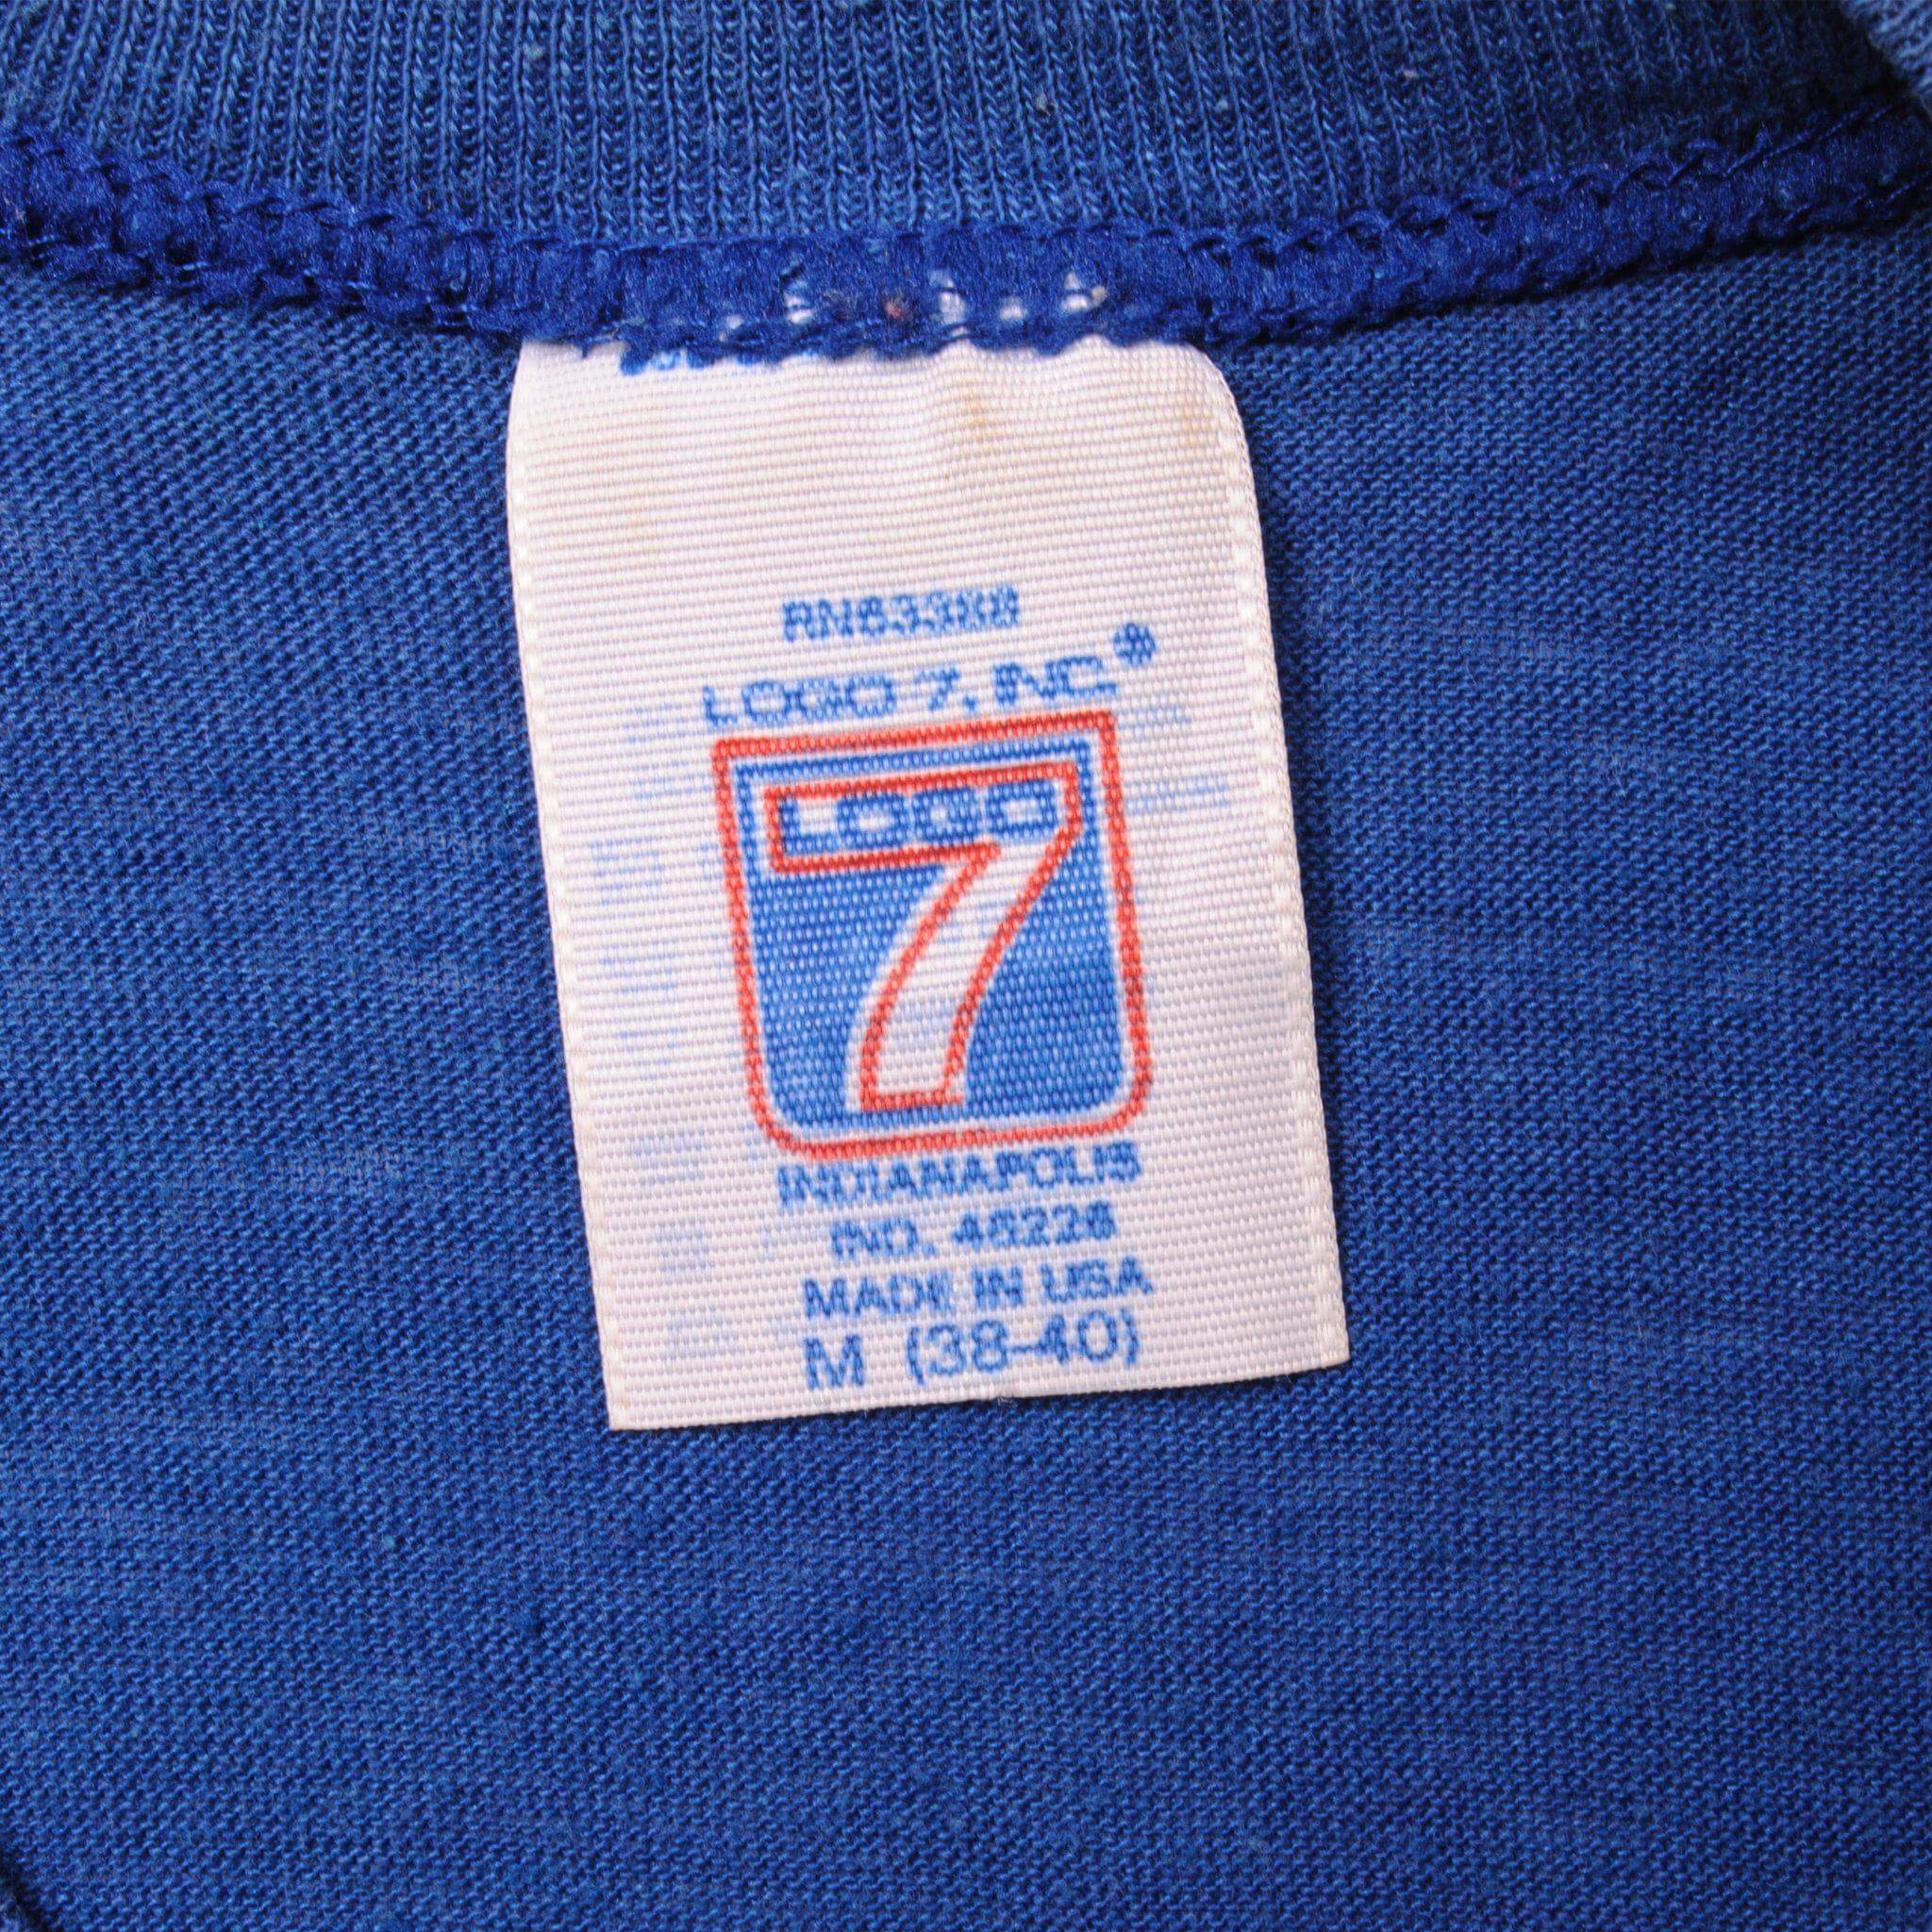 RN63388
LOGO 7, INC.®
LOGO
7
INDIANAPOLIS
IND. 46226
MADE IN USA
M (38-40)